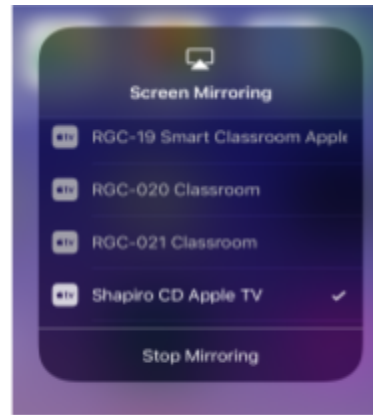 Screen Mirroring
RGC-19 Smart Classroom Apple
RGC-020 Classroom
RGC-021 Classroom
Shapiro CD Apple TV
Stop Mirroring